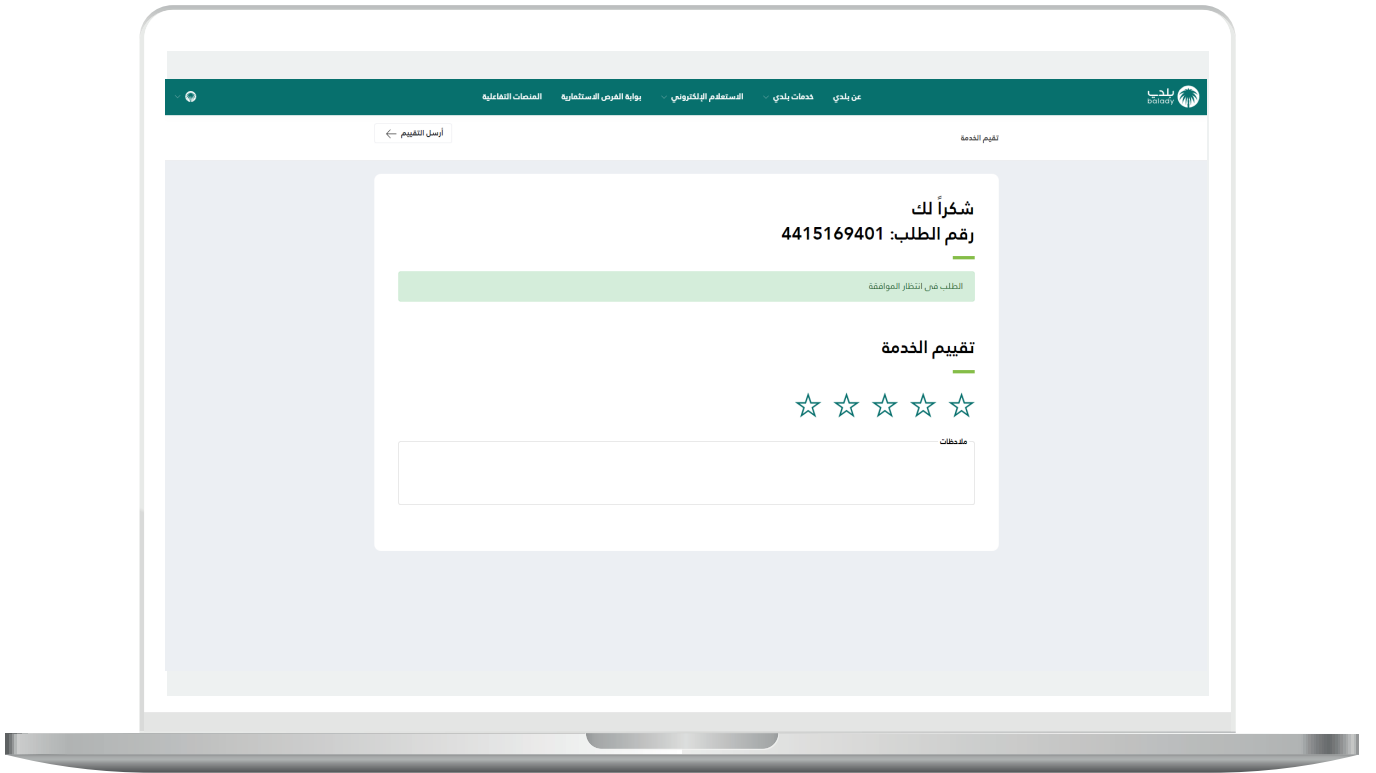 بلدي
balady
عن بلدي
خدمات بلدي
الاستعلام الإلكتروني
بوابة الفرص الاستثمارية
المنصات التفاعلية
تقيم الخدمة
أرسل التقييم
شكراً لك
رقم الطلب: 4415169401
الطلب في انتظار الموافقة
تقييم الخدمة
ملاحظات